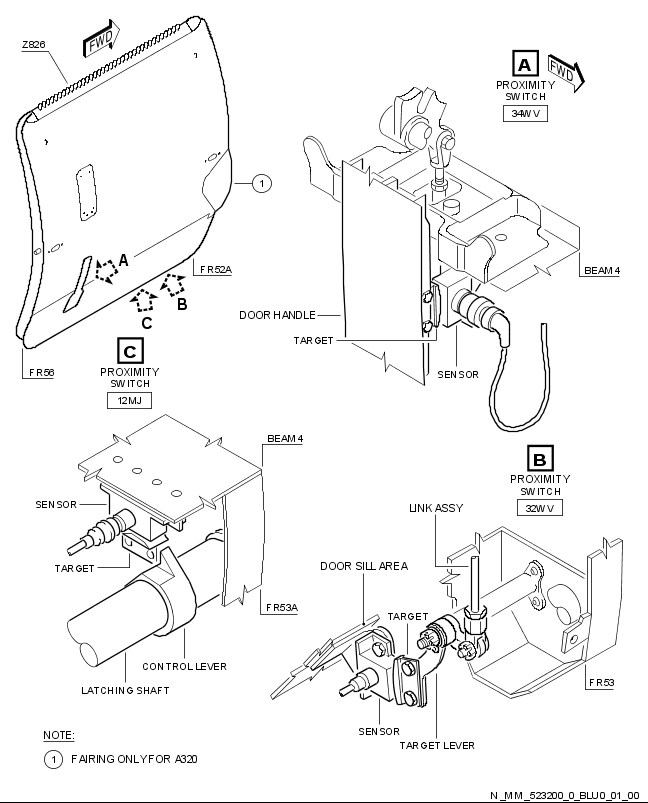 Z826
FWD
1
A
B
C
FR52A
FR56
A
FWD
PROXIMITY
SWITCH
34WV
BEAM 4
DOOR HANDLE
TARGET
SENSOR
C
PROXIMITY
SWITCH
12MJ
BEAM 4
SENSOR
TARGET
FR53A
CONTROL LEVER
LATCHING SHAFT
B
PROXIMITY
SWITCH
32WV
LINK ASSY
DOOR SILL AREA
TARGET
FR53
SENSOR
TARGET LEVER
NOTE:
1 FAIRING ONLY FOR A320
N_MM_523200_0_BLU0_01_00